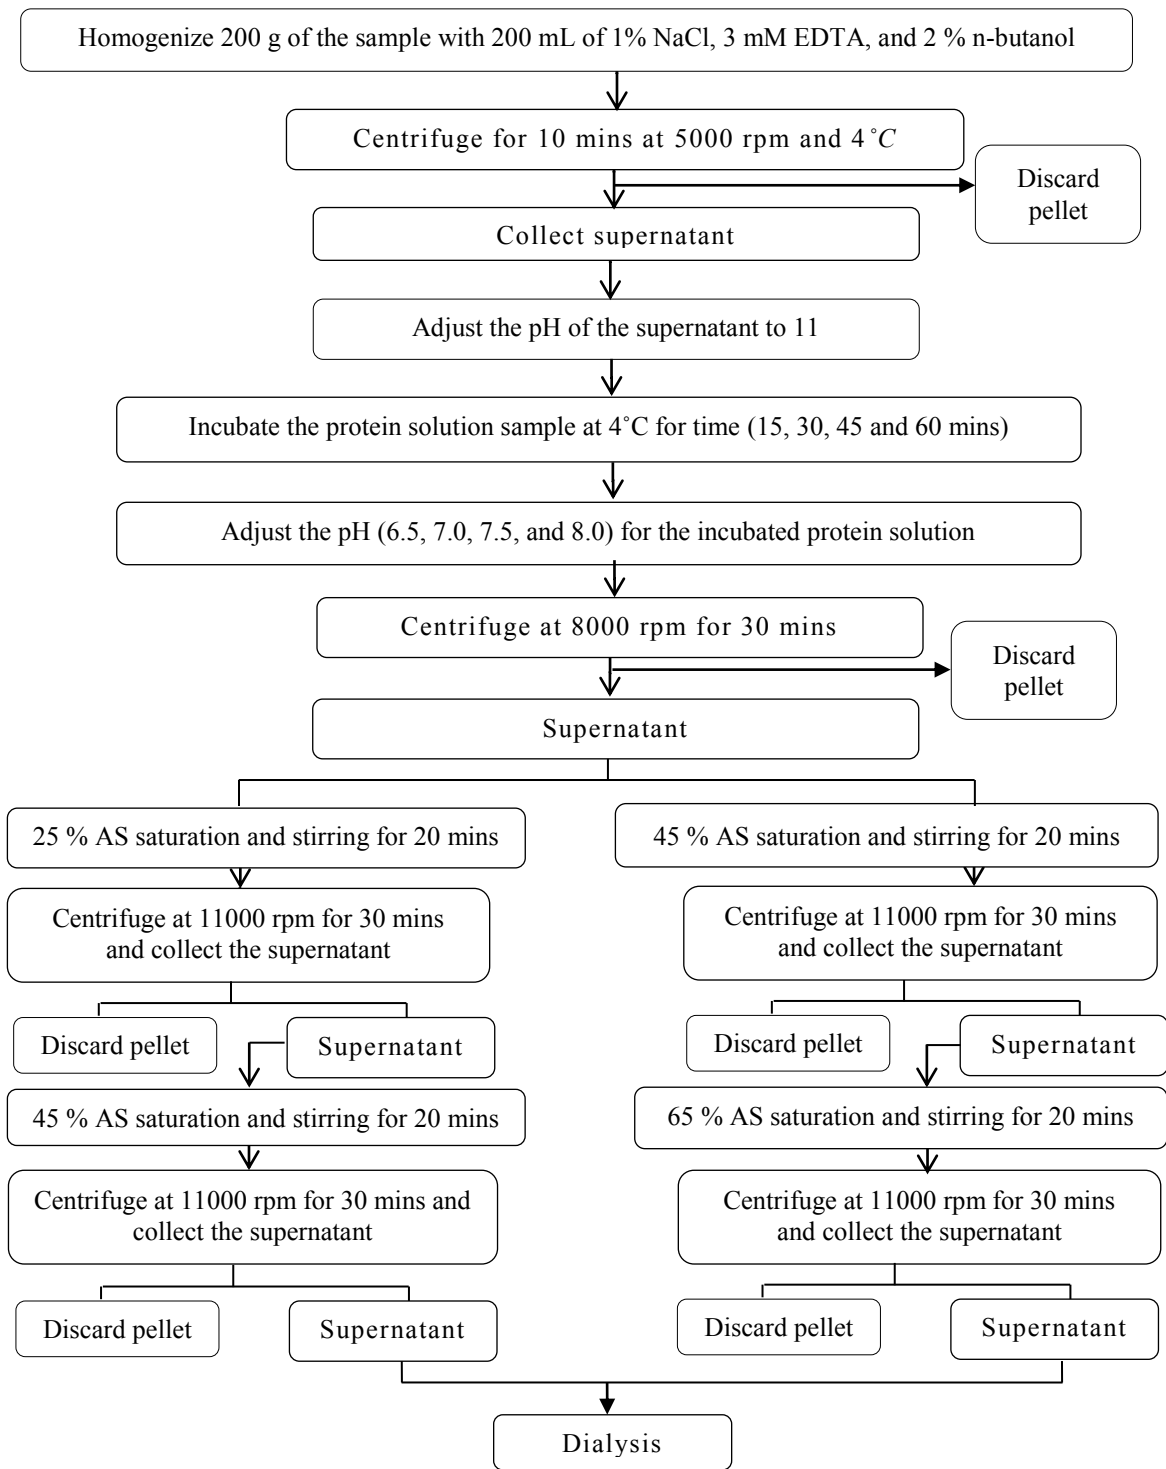 Homogenize 200 g of the sample with 200 mL of 1% NaCl, 3 mM EDTA, and 2 % n-butanol
Centrifuge for 10 mins at 5000 rpm and 4˚C
Discard
pellet
Collect supernatant
Adjust the pH of the supernatant to 11
Incubate the protein solution sample at 4˚C for time (15, 30, 45 and 60 mins)
Adjust the pH (6.5, 7.0, 7.5, and 8.0) for the incubated protein solution
Centrifuge at 8000 rpm for 30 mins
Discard
pellet
Supernatant
25 % AS saturation and stirring for 20 mins
45 % AS saturation and stirring for 20 mins
Centrifuge at 11000 rpm for 30 mins
and collect the supernatant
Centrifuge at 11000 rpm for 30 mins
and collect the supernatant
Discard pellet
Supernatant
Discard pellet
Supernatant
45 % AS saturation and stirring for 20 mins
65 % AS saturation and stirring for 20 mins
Centrifuge at 11000 rpm for 30 mins and
collect the supernatant
Centrifuge at 11000 rpm for 30 mins
and collect the supernatant
Discard pellet
Supernatant
Discard pellet
Supernatant
Dialysis